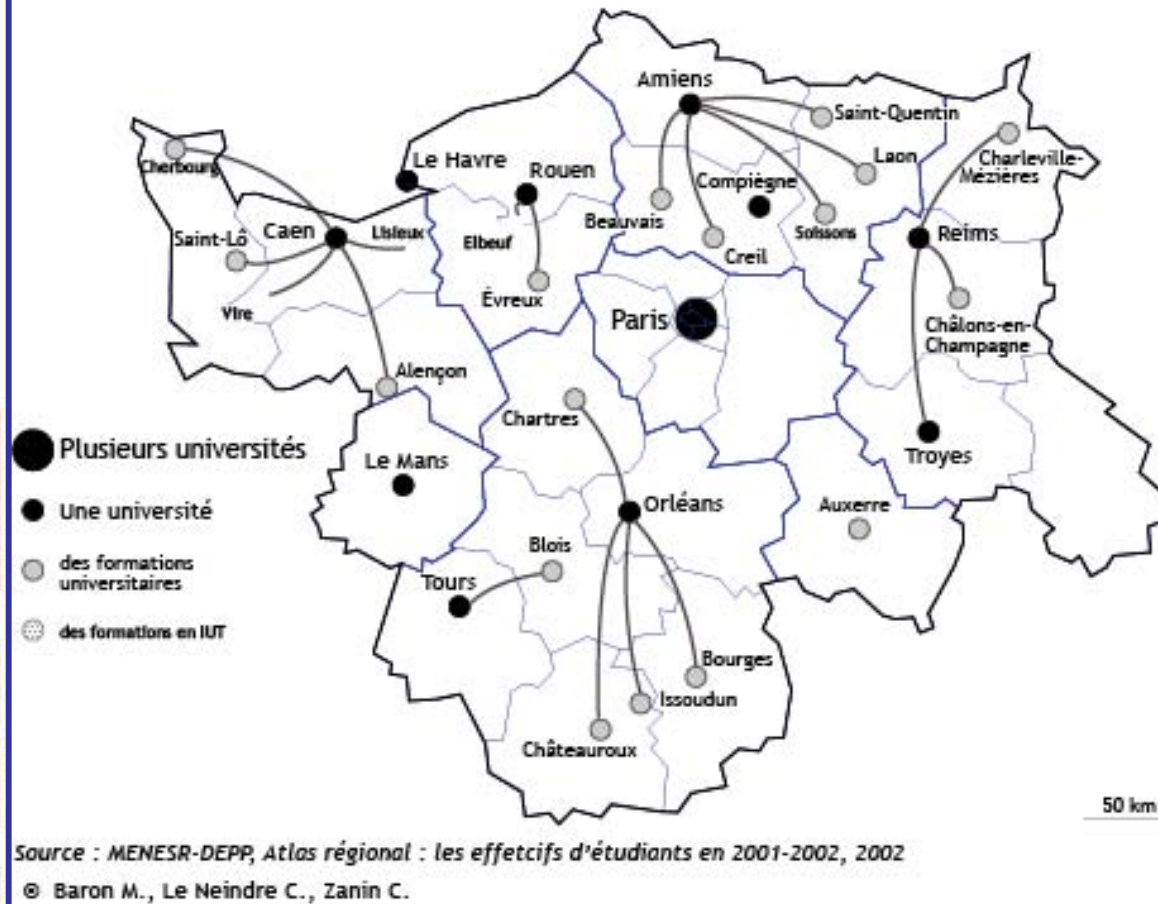 Amiens
Saint-Quentin
Cherbourg
Le Havre
Rouen
Laon
Charleville-
Mézières
Compiègne
Beauvais
Soissons
Saint-Lô
Caen
Lisieux
Elbeuf
Creil
Reims
Évreux
Vire
Paris
Châlons-en-
Champagne
Alençon
Chartres
Plusieurs universités
Le Mans
Troyes
Une université
Orléans
Auxerre
Blois
des formations
universitaires
Tours
des formations en IUT
Bourges
Issoudun
Châteauroux
50 km
Source : MENESR-DEPP, Atlas régional : les effetcifs d'étudiants en 2001-2002, 2002
© Baron M., Le Neindre C., Zanin C.